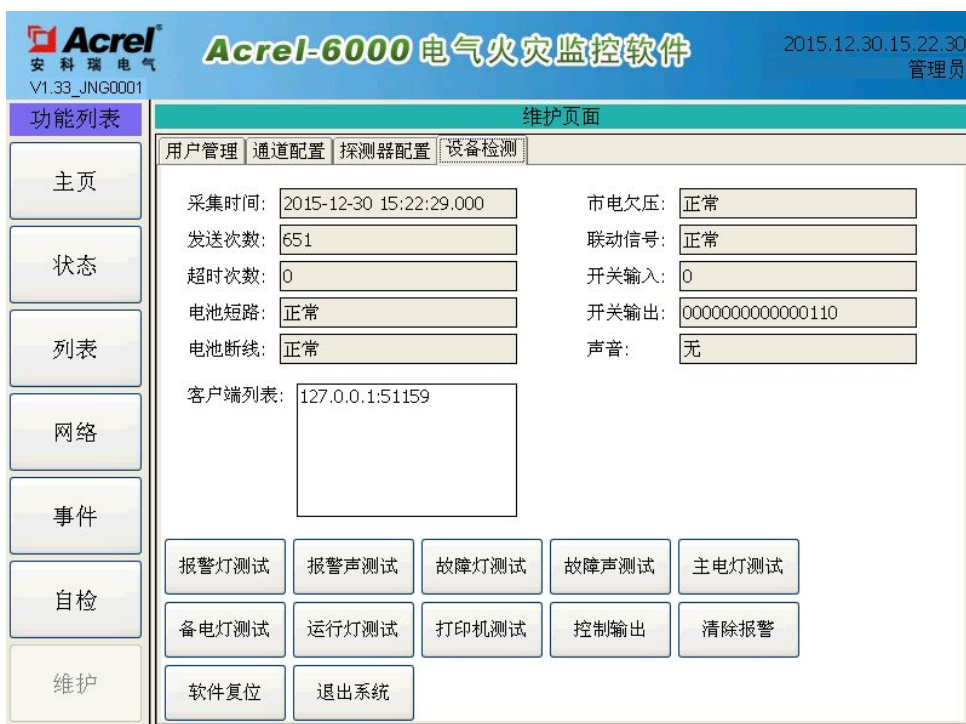 Acrel®
安科瑞电气
V1.33_JNG0001
Acrel-6000电气火灾监控软件
2015.12.30.15.22.30
管理员
功能列表
维护页面
主页
状态
列表
网络
事件
自检
维护
用户管理 通道配置 探测器配置 设备检测
采集时间: 2015-12-30 15:22:29.000 市电欠压: 正常
发送次数: 651 联动信号: 正常
超时次数: 0 开关输入: 0
电池短路: 正常 开关输出: 0000000000000110
电池断线: 正常 声音: 无
客户端列表: 127.0.0.1:51159
报警灯测试 报警声测试 故障灯测试 故障声测试 主电灯测试
备电灯测试 运行灯测试 打印机测试 控制输出 清除报警
软件复位 退出系统